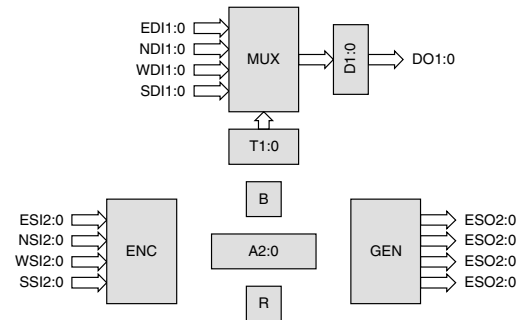 EDI1:0
NDI1:0
WDI1:0
SDI1:0
MUX
D1:0
DO1:0
T1:0
B
ESI2:0
NSI2:0
WSI2:0
SSI2:0
ENC
A2:0
GEN
ESO2:0
ESO2:0
ESO2:0
ESO2:0
R